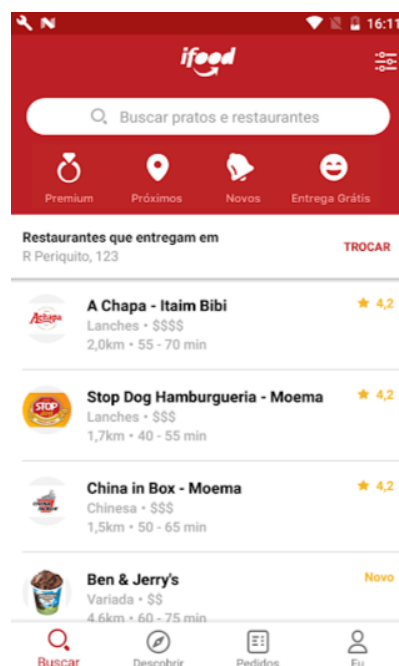 16:11
ifood
Buscar pratos e restaurantes
Premium
Próximos
Novos
Entrega Grátis
Restaurantes que entregam em
R Periquito, 123
TROCAR
Achapa
A Chapa - Itaim Bibi
4,2
Lanches • $$$$
2,0km • 55 - 70 min
STOP
Stop Dog Hamburgueria - Moema
4,2
Lanches • $$$
1,7km • 40 - 55 min
China in Box - Moema
4,2
Chinesa • $$$
1,5km • 50 - 65 min
Ben & Jerry's
Novo
Variada • $$
4,6km • 60 - 75 min
Buscar
Descobrir
Pedidos
Eu